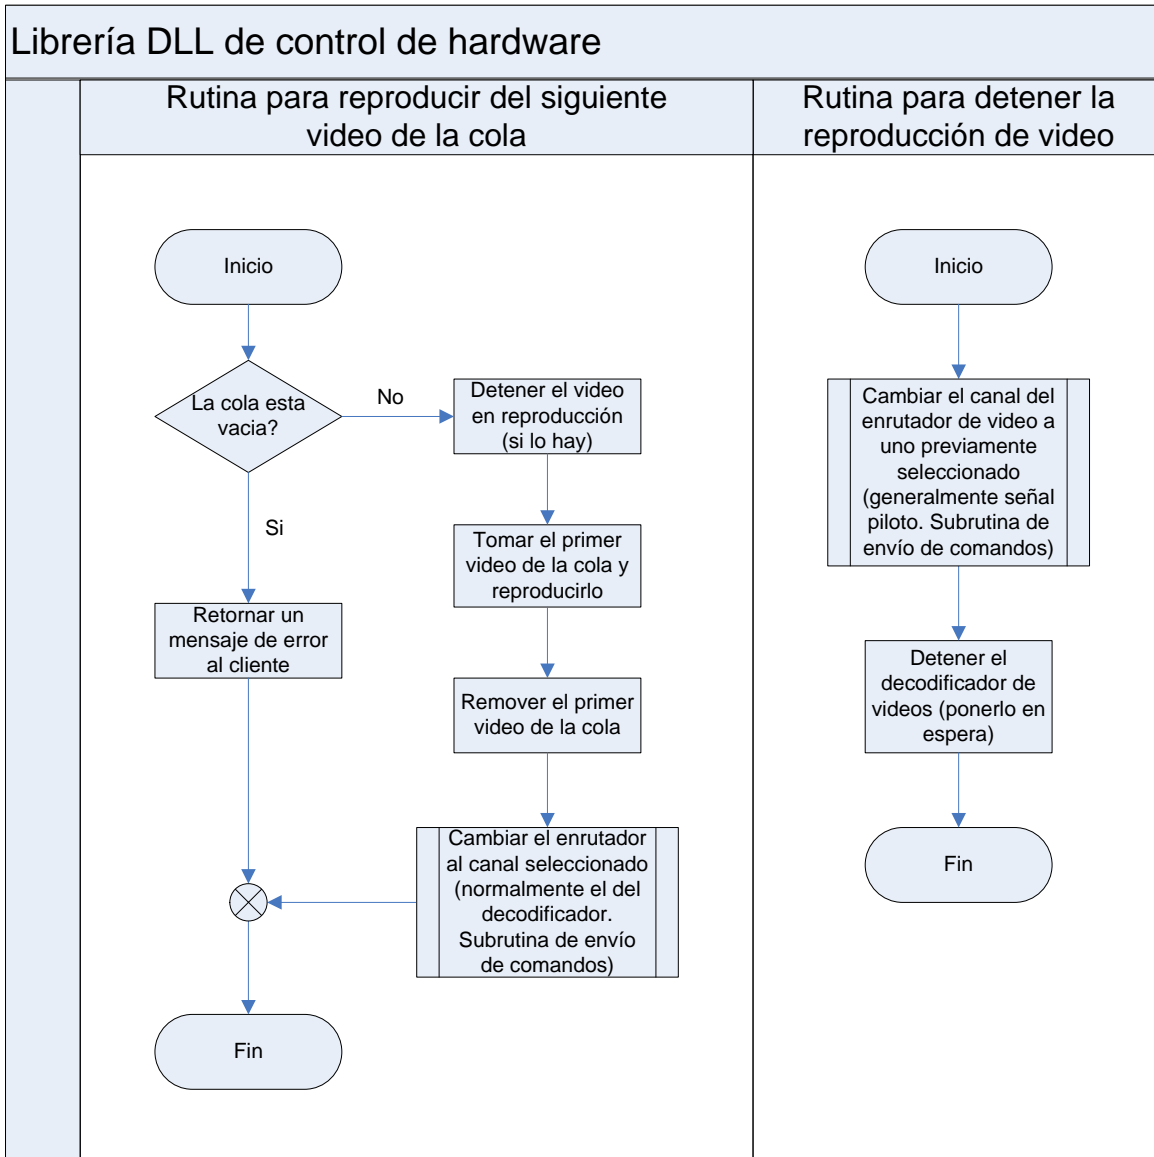 Librería DLL de control de hardware
Rutina para reproducir del siguiente
video de la cola
Rutina para detener la
reproducción de video
Inicio
La cola esta
vacia?
No
Si
Detener el video
en reproducción
(si lo hay)
Tomar el primer
video de la cola y
reproducirlo
Retornar un
mensaje de error
al cliente
Remover el primer
video de la cola
Cambiar el enrutador
al canal seleccionado
(normalmente el del
decodificador.
Subrutina de envío
de comandos)
Fin
Inicio
Cambiar el canal del
enrutador de video a
uno previamente
seleccionado
(generalmente señal
piloto. Subrutina de
envío de comandos)
Detener el
decodificador de
videos (ponerlo en
espera)
Fin